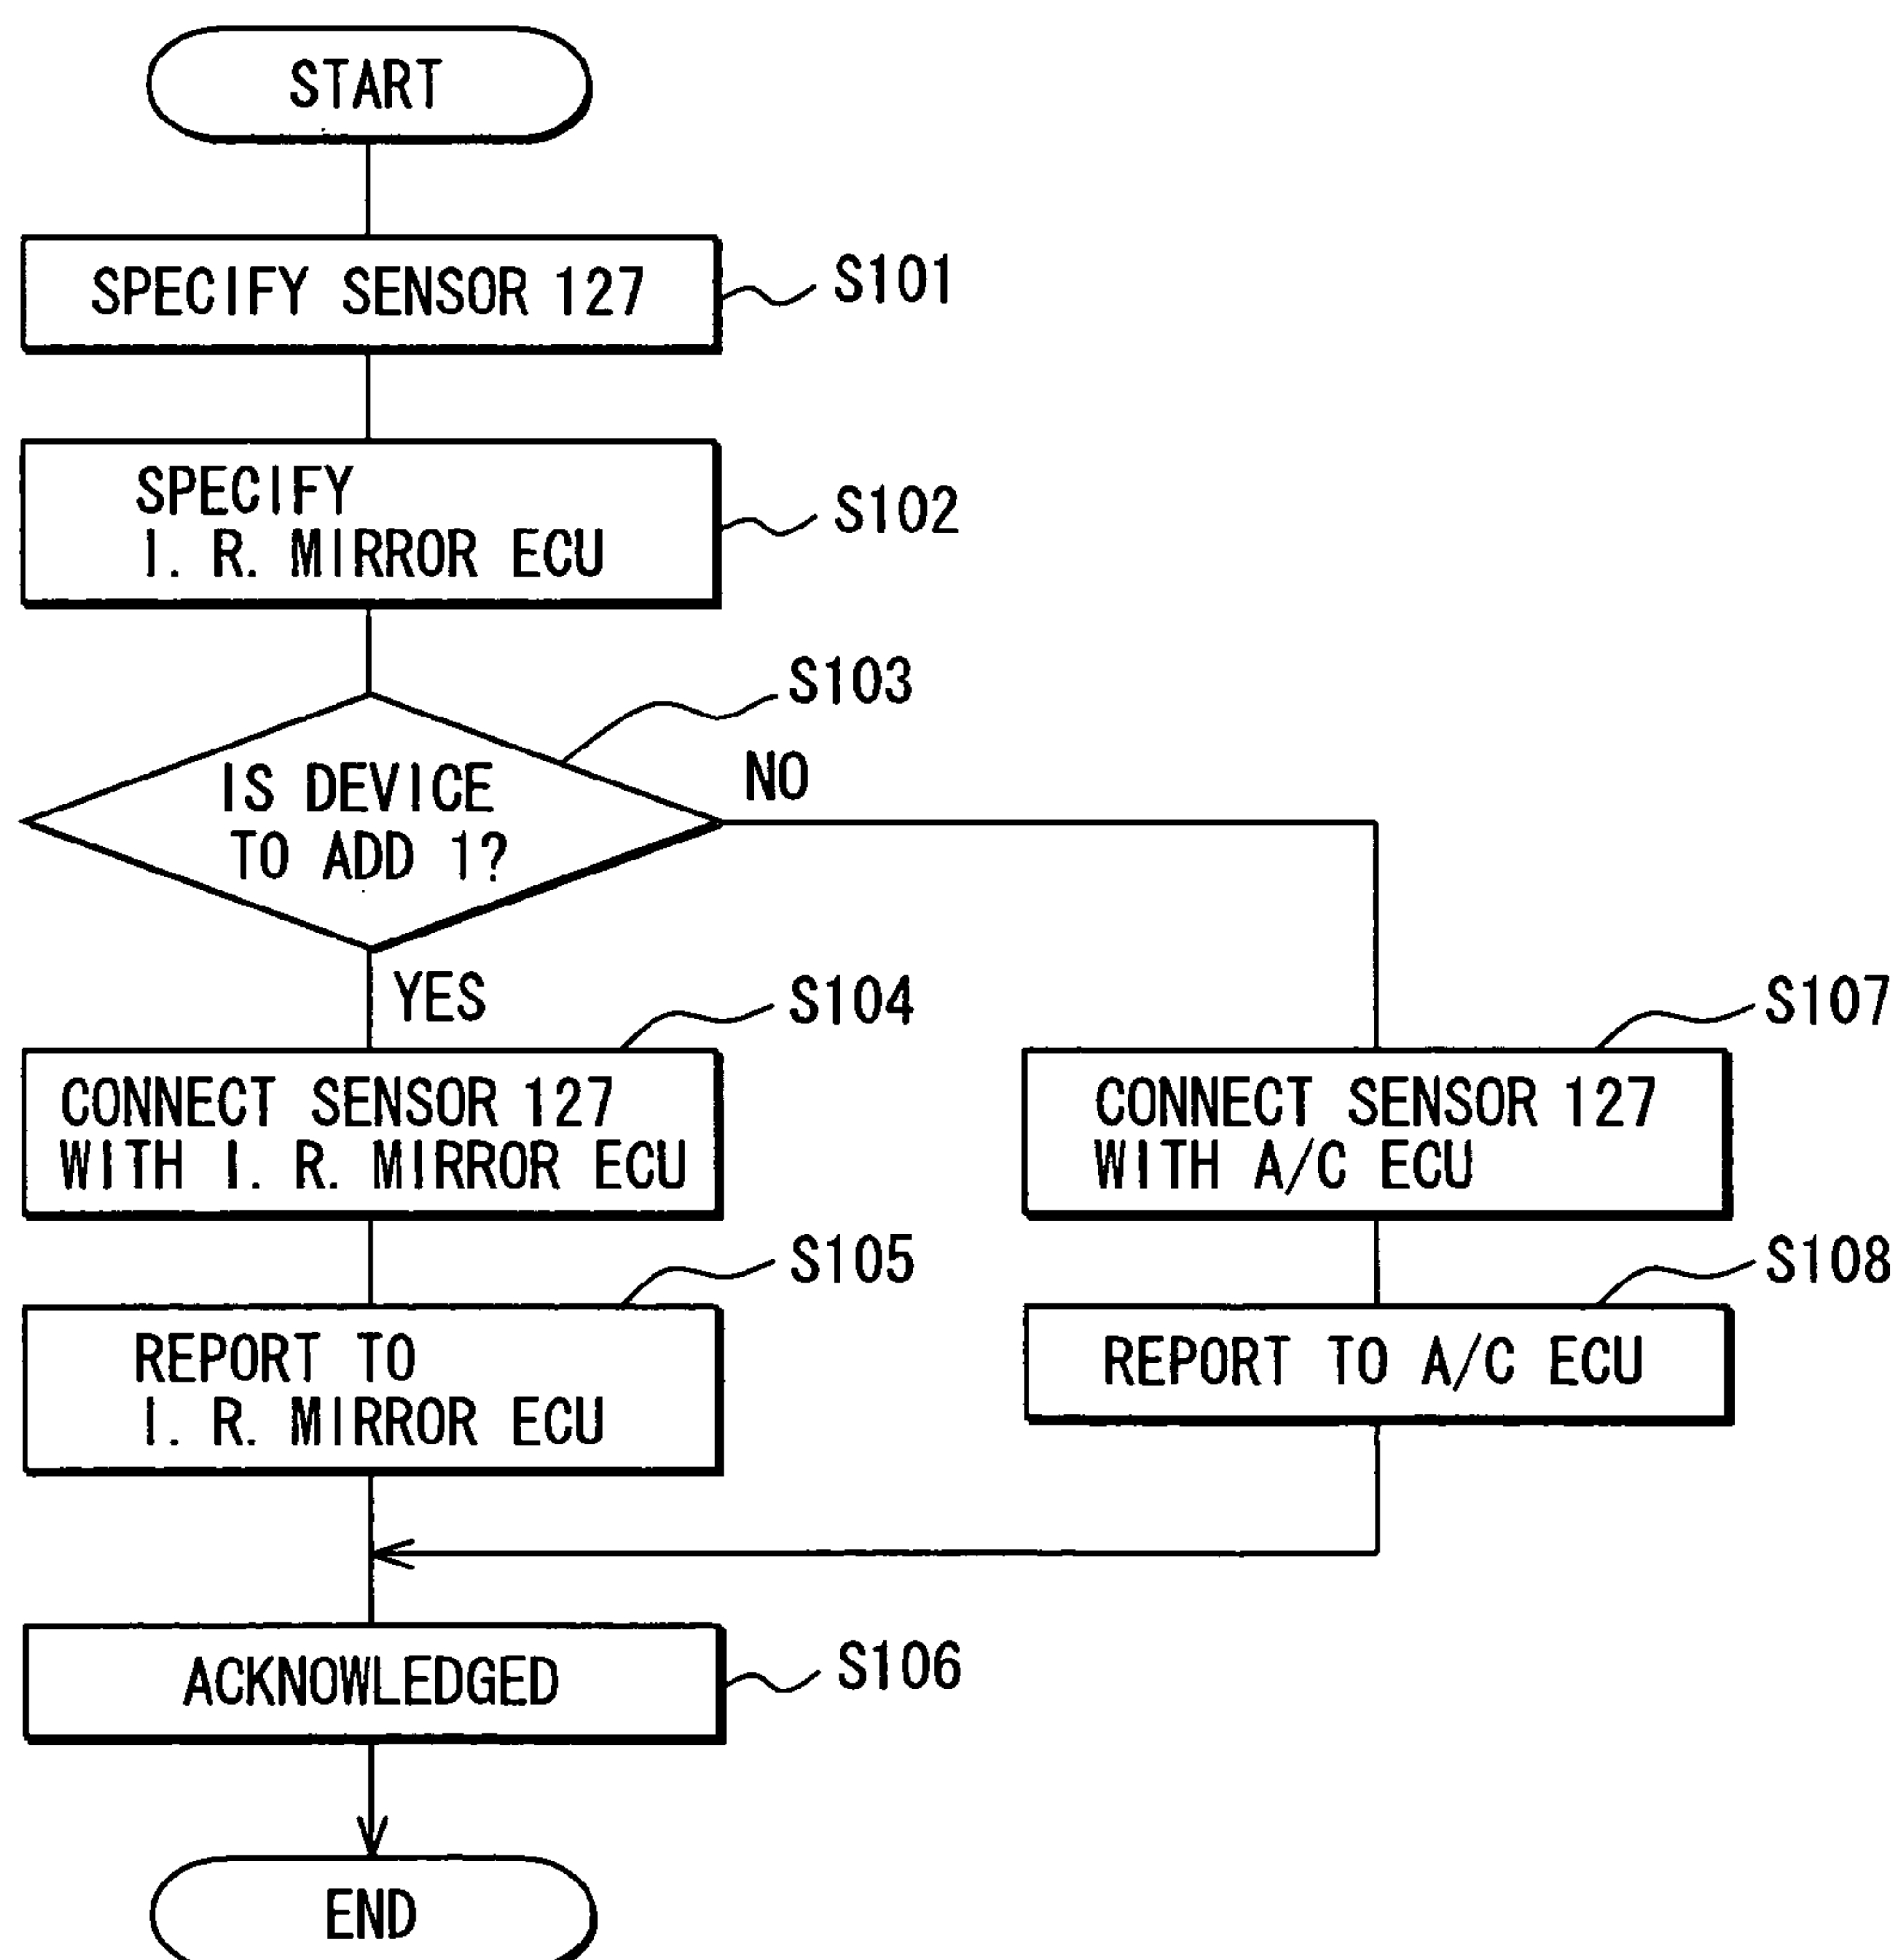 START
SPECIFY SENSOR 127
S101
SPECIFY
I. R. MIRROR ECU
S102
S103
IS DEVICE
TO ADD 1?
NO
YES
S104
CONNECT SENSOR 127
WITH I. R. MIRROR ECU
S107
CONNECT SENSOR 127
WITH A/C ECU
S105
REPORT TO
I. R. MIRROR ECU
S108
REPORT TO A/C ECU
ACKNOWLEDGED
S106
END